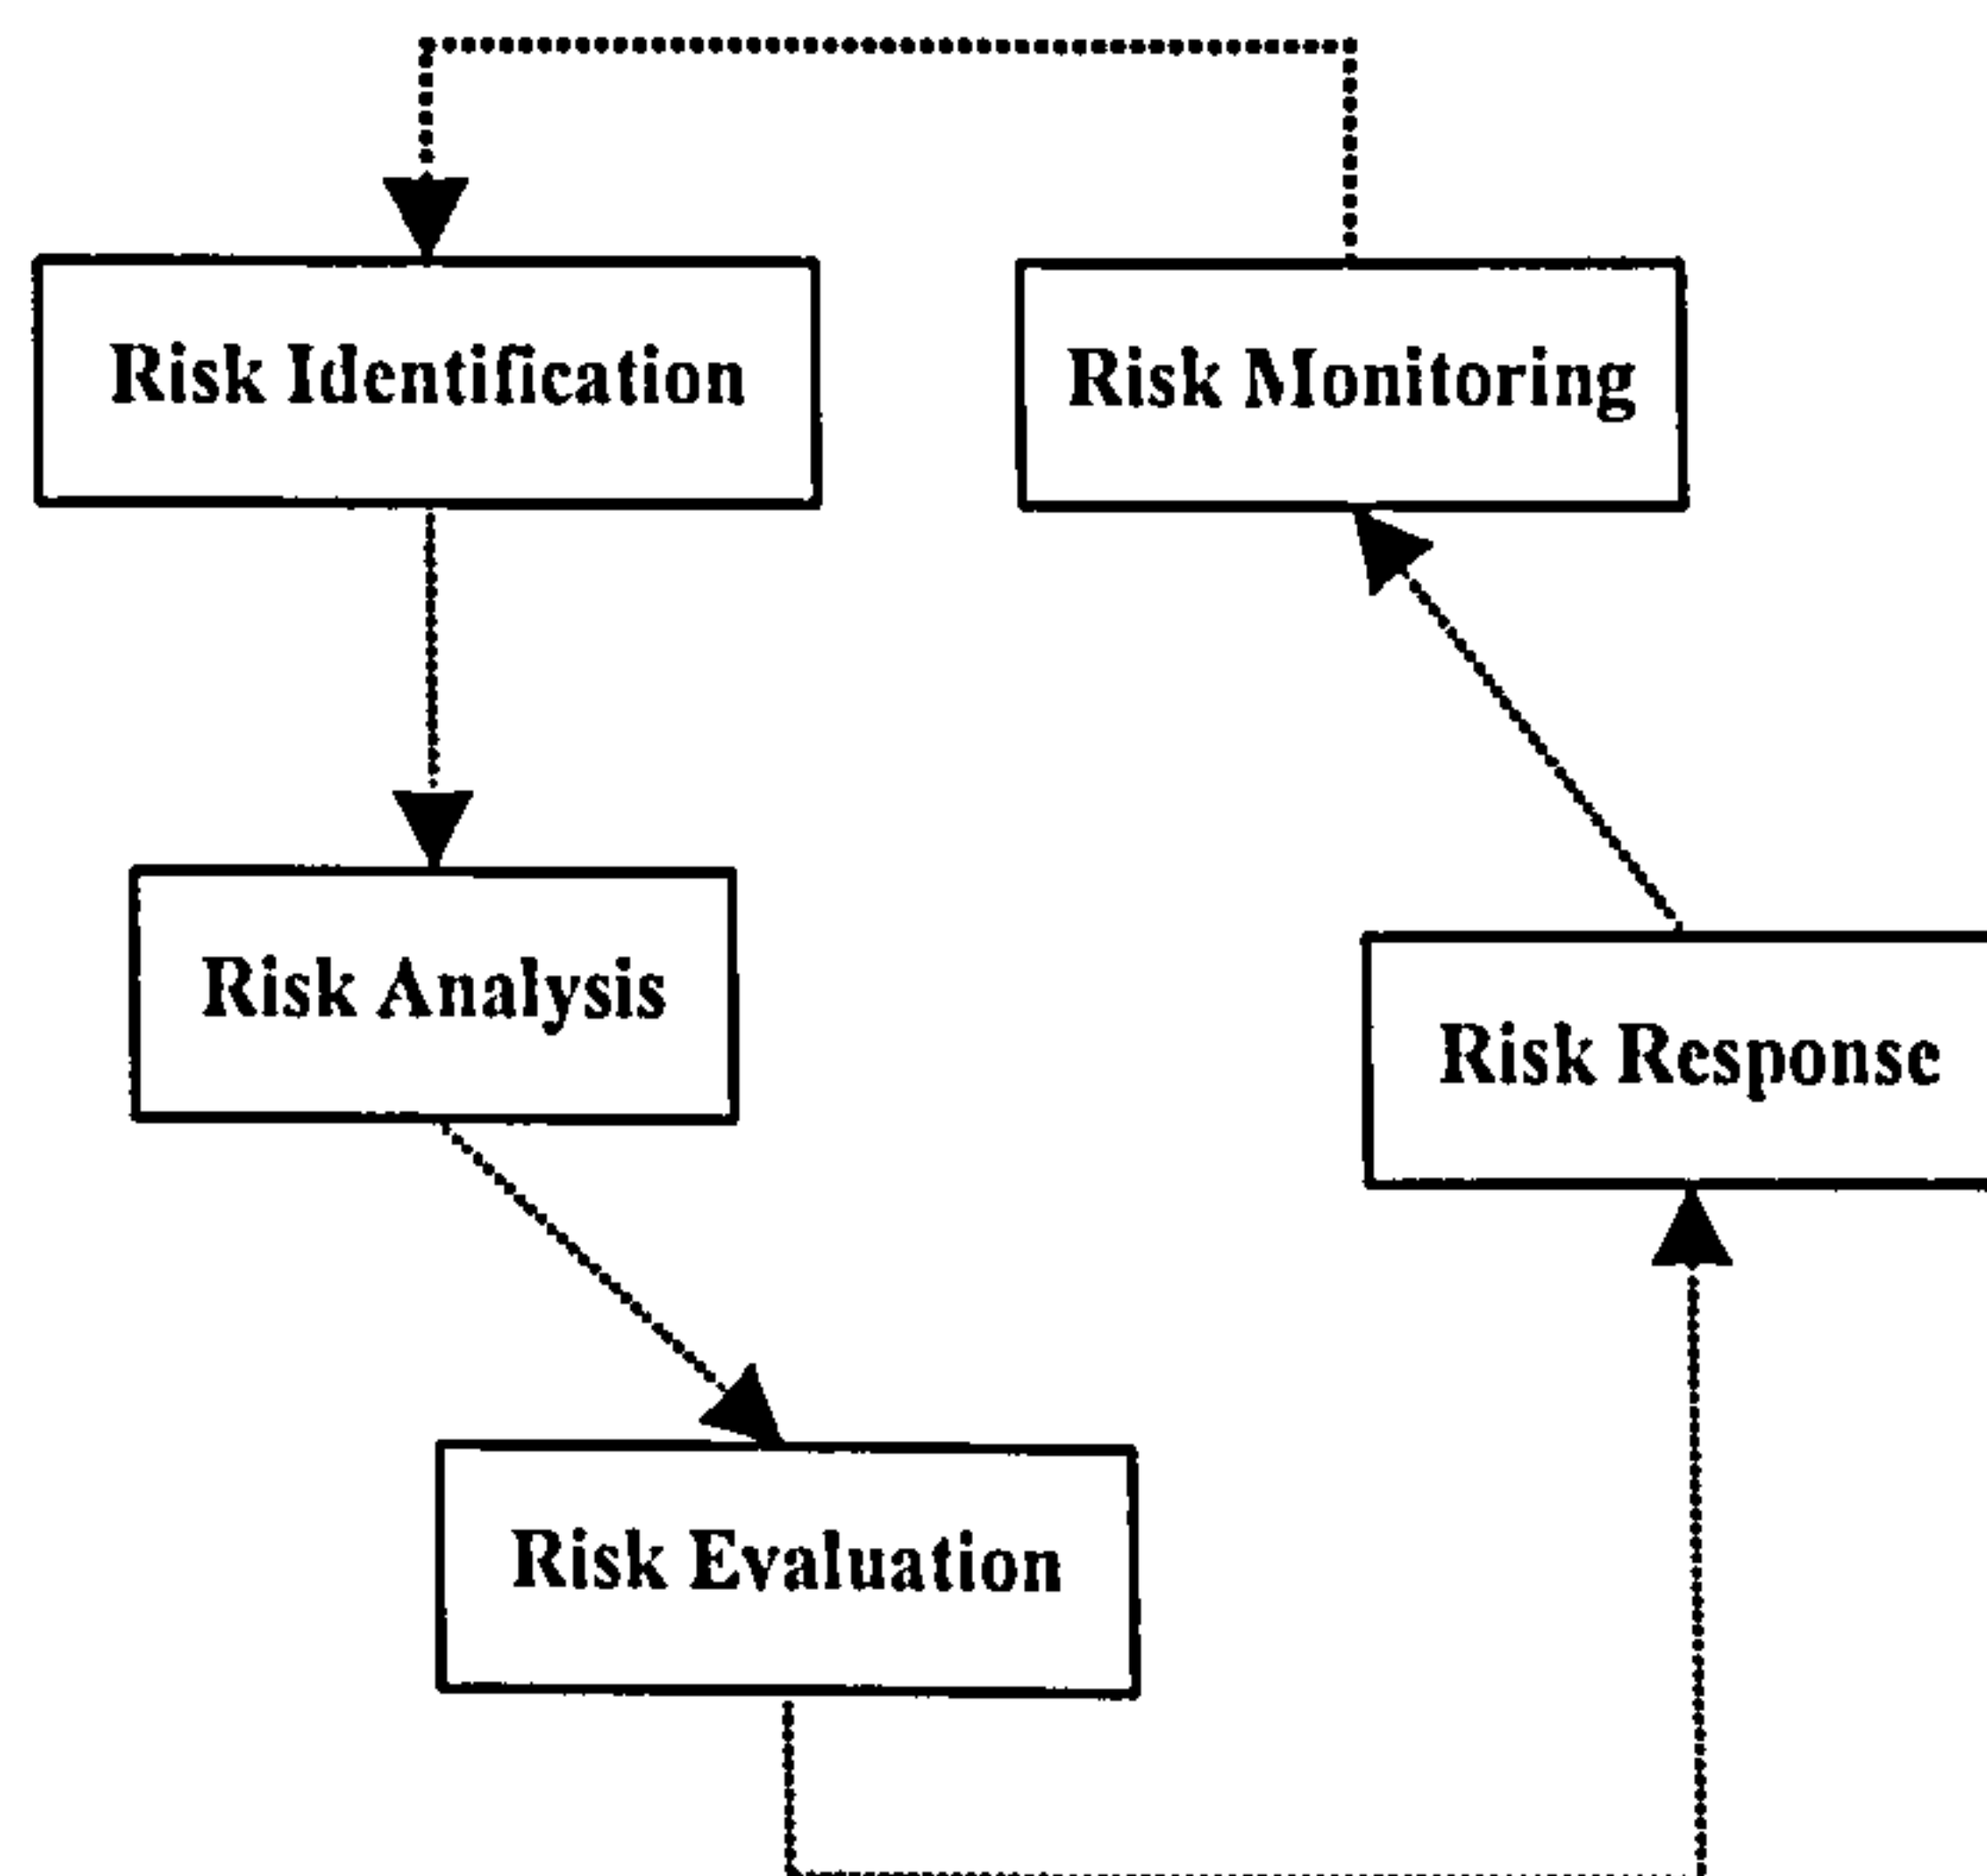 Risk Identification
Risk Monitoring
Risk Analysis
Risk Response
Risk Evaluation